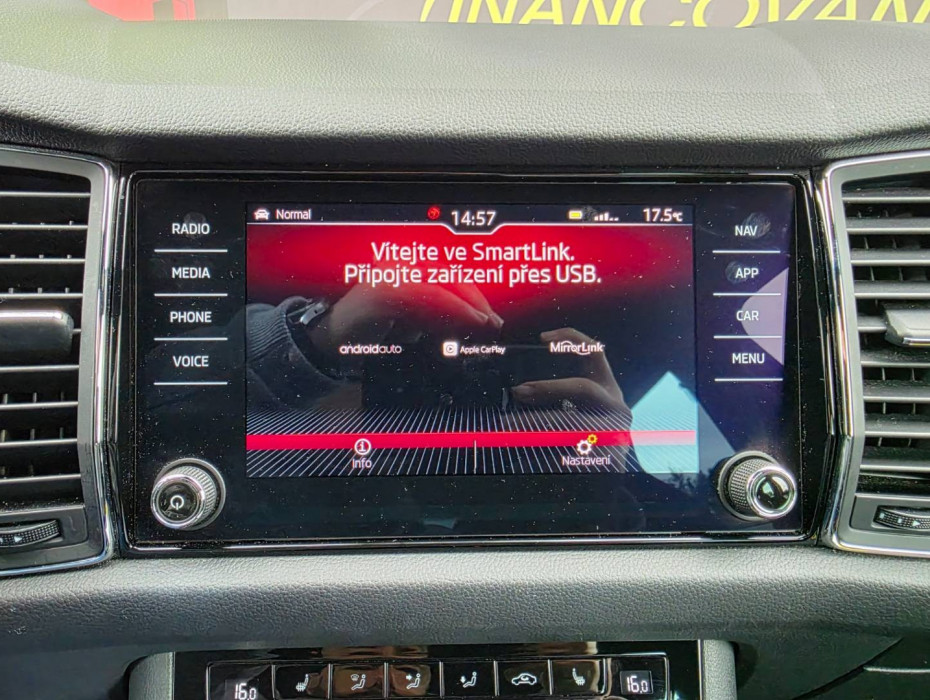 FINANCOVÁNÍ
RADIO
MEDIA
PHONE
VOICE
Normal
14:57
17.5°C
Vítejte ve SmartLink.
Připojte zařízení přes USB.
androidauto
Apple CarPlay
MirrorLink
Info
Nastavení
NAV
APP
CAR
MENU
16.0
16.0